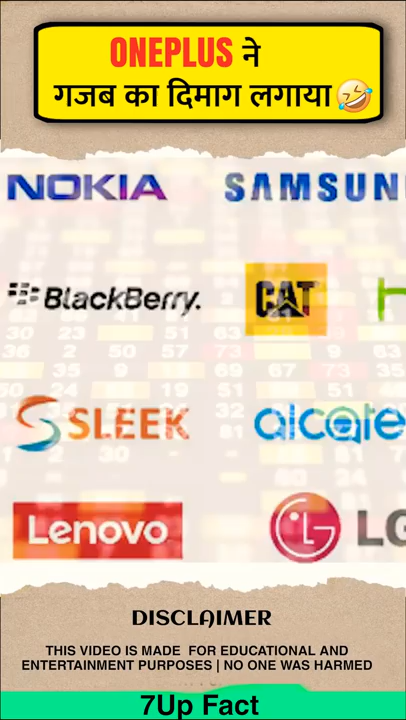 ONEPLUS ने
गजब का दिमाग लगाया
NOKIA
SAMSUN
BlackBerry.
CAT
SLEEK
alcate
Lenovo
LG
DISCLAIMER
THIS VIDEO IS MADE FOR EDUCATIONAL AND
ENTERTAINMENT PURPOSES | NO ONE WAS HARMED
7Up Fact